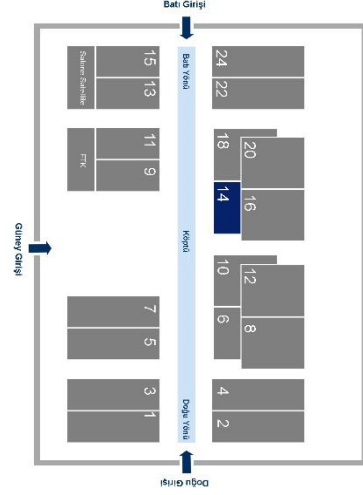 Batı Girişi
Salone Satellite
15
13
Batı Yönü
24
22
FTK
11
9
18
20
14
16
Güney Girişi
Köprü
10
12
6
8
7
5
3
1
Doğu Yönü
4
2
Doğu Girişi